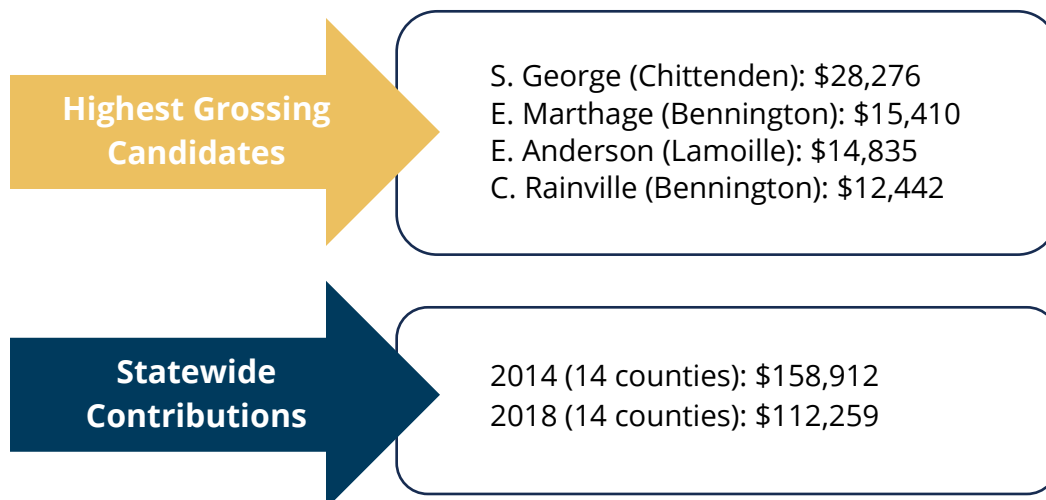 Highest Grossing
Candidates
S. George (Chittenden): $28,276
E. Marthage (Bennington): $15,410
E. Anderson (Lamoille): $14,835
C. Rainville (Bennington): $12,442
Statewide
Contributions
2014 (14 counties): $158,912
2018 (14 counties): $112,259